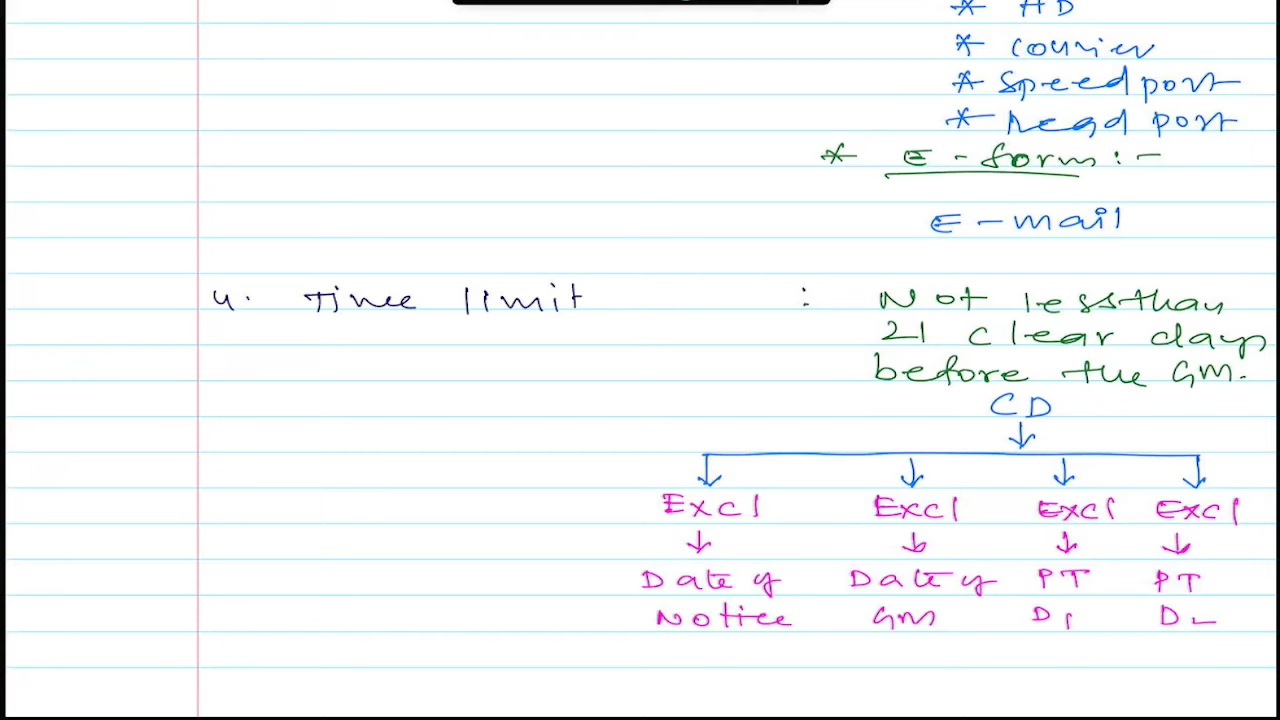 * HD
* Courier
* Speed post
* Regd post
* E-form:-
E-mail
4. Time limit : Not less than
21 clear days
before the GM.
CD
Excl Excl Excl Excl
Date of Date of PT PT
Notice GM D1 D2